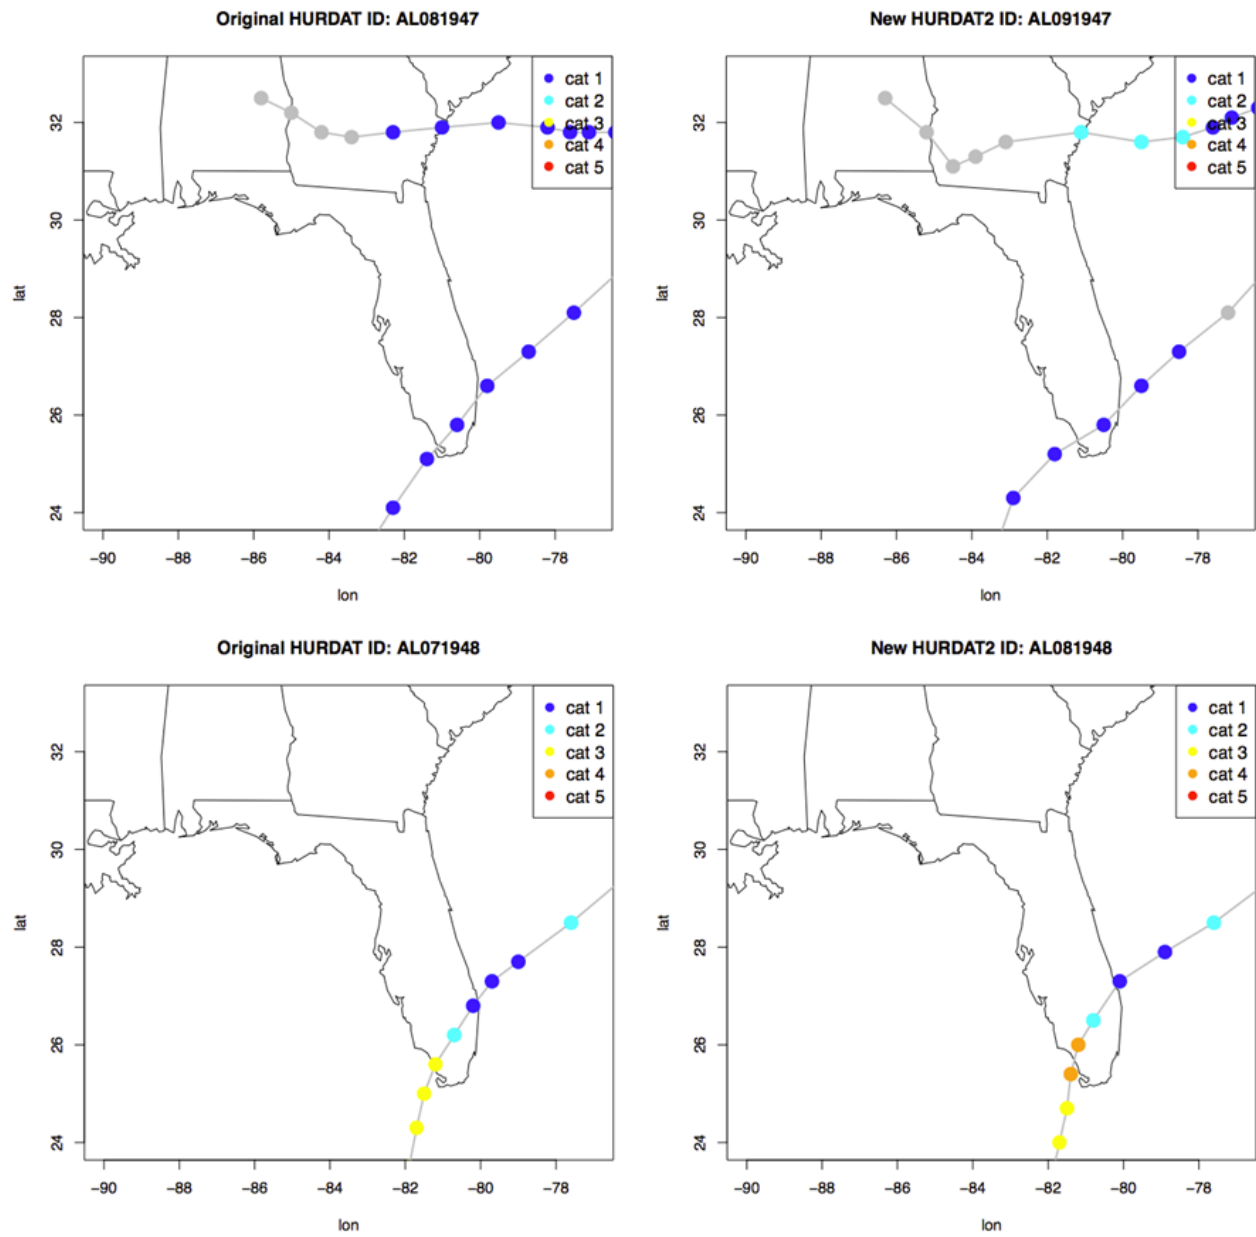 Original HURDAT ID: AL081947
cat 1
cat 2
cat 3
cat 4
cat 5
32
30
28
26
24
lat
−90 −88 −86 −84 −82 −80 −78
lon
New HURDAT2 ID: AL091947
cat 1
cat 2
cat 3
cat 4
cat 5
32
30
28
26
24
lat
−90 −88 −86 −84 −82 −80 −78
lon
Original HURDAT ID: AL071948
cat 1
cat 2
cat 3
cat 4
cat 5
32
30
28
26
24
lat
−90 −88 −86 −84 −82 −80 −78
lon
New HURDAT2 ID: AL081948
cat 1
cat 2
cat 3
cat 4
cat 5
32
30
28
26
24
lat
−90 −88 −86 −84 −82 −80 −78
lon